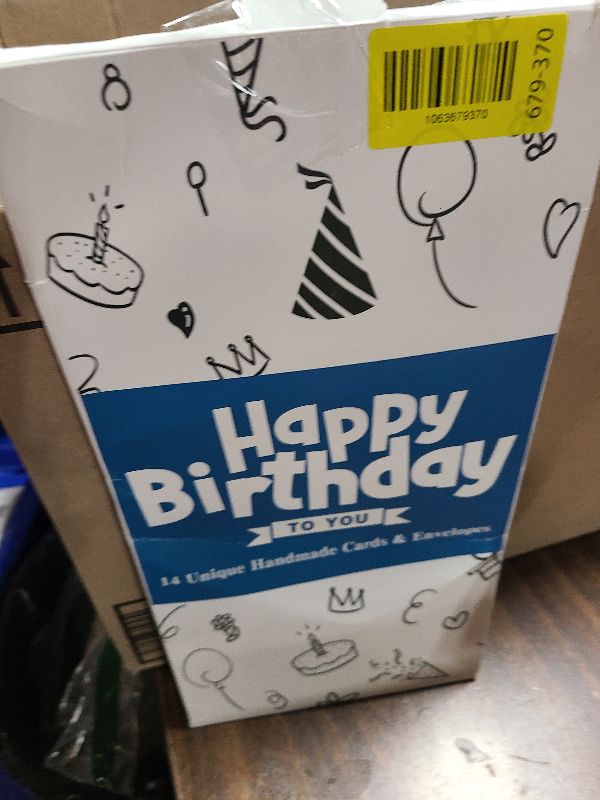 1063679370
679-370
Happy
Birthday
TO YOU
14 Unique Handmade Cards & Envelopes